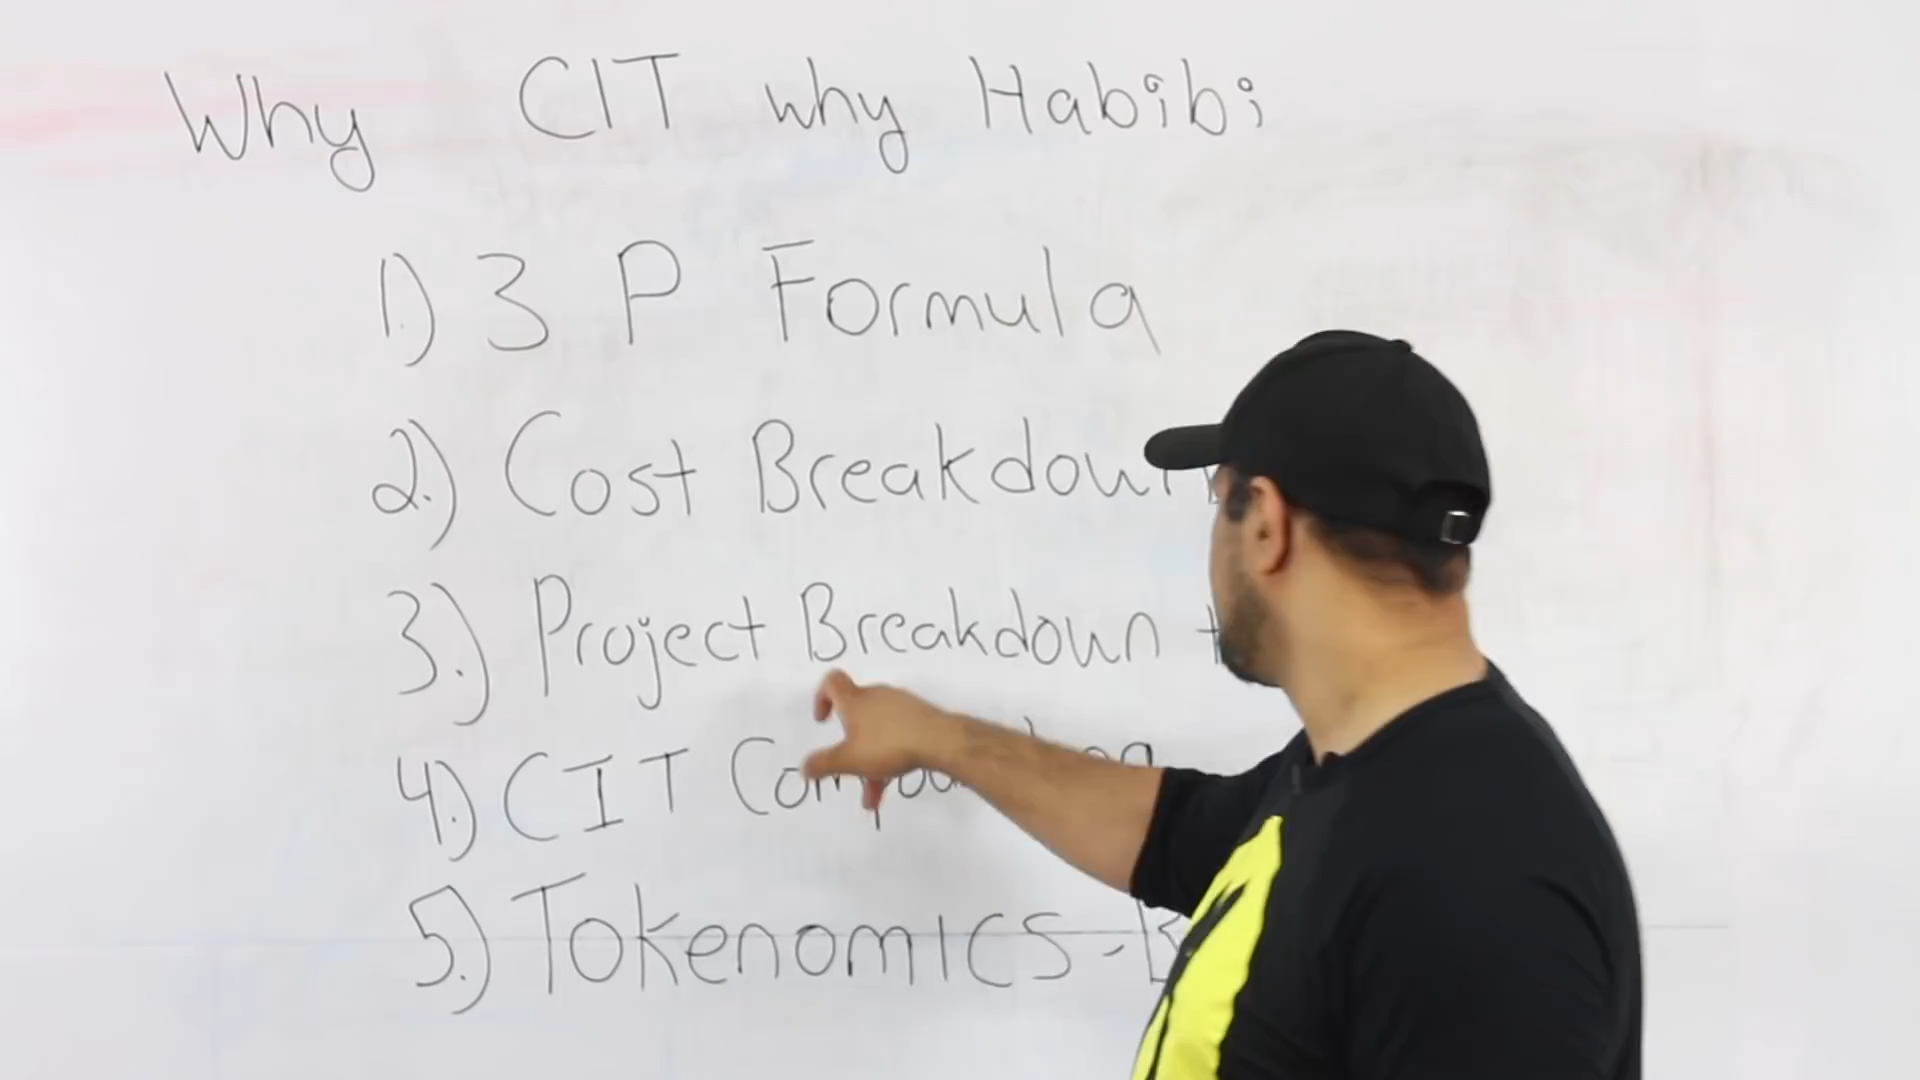 Why CIT why Habibi
1.) 3 P Formula
2.) Cost Breakdown
3.) Project Breakdown
4.) CIT
5.) Tokenomics -